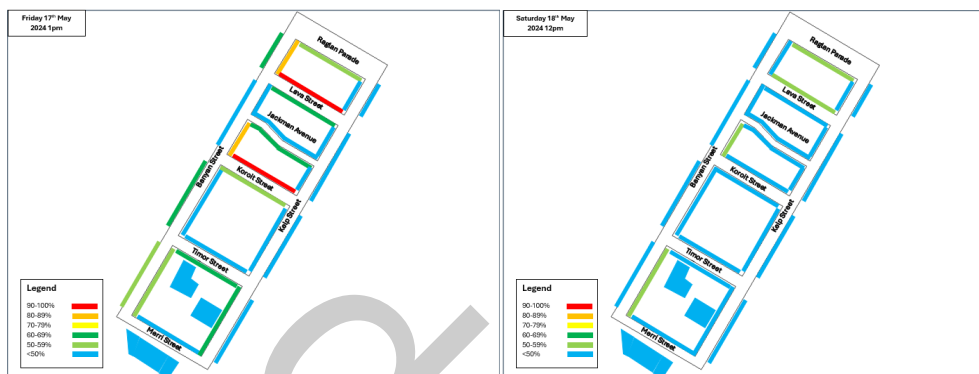 Friday 17th May
2024 1pm
Raglan Parade
Lava Street
Jackman Avenue
Banyan Street
Koroit Street
Kelp Street
Timor Street
Merri Street
Legend
90-100%
80-89%
70-79%
60-69%
50-59%
<50%
Saturday 18th May
2024 12pm
Raglan Parade
Lava Street
Jackman Avenue
Banyan Street
Koroit Street
Kelp Street
Timor Street
Merri Street
Legend
90-100%
80-89%
70-79%
60-69%
50-59%
<50%